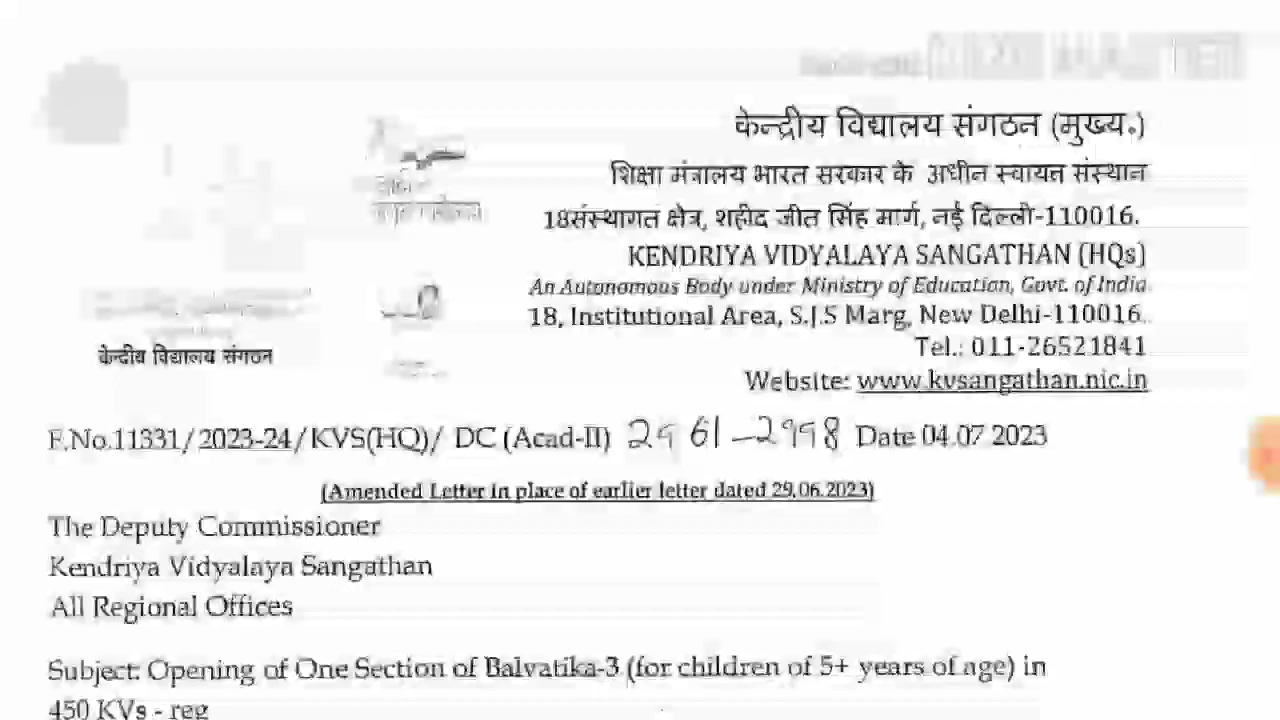 केन्द्रीय विद्यालय संगठन (मुख्य.)
शिक्षा मंत्रालय भारत सरकार के अधीन स्वायत्त संस्थान
18संस्थागत क्षेत्र, शहीद जीत सिंह मार्ग, नई दिल्ली-110016.
KENDRIYA VIDYALAYA SANGATHAN (HQs)
An Autonomous Body under Ministry of Education, Govt. of India
18, Institutional Area, S.J.S Marg, New Delhi-110016.
Tel.: 011-26521841
Website: www.kvsangathan.nic.in
केन्द्रीय विद्यालय संगठन
F.No.11331/2023-24/KVS(HQ)/ DC (Acad-II) 2961-2998 Date 04.07 2023
(Amended Letter in place of earlier letter dated 29.06.2023)
The Deputy Commissioner
Kendriya Vidyalaya Sangathan
All Regional Offices
Subject: Opening of One Section of Balvatika-3 (for children of 5+ years of age) in
450 KVs - reg